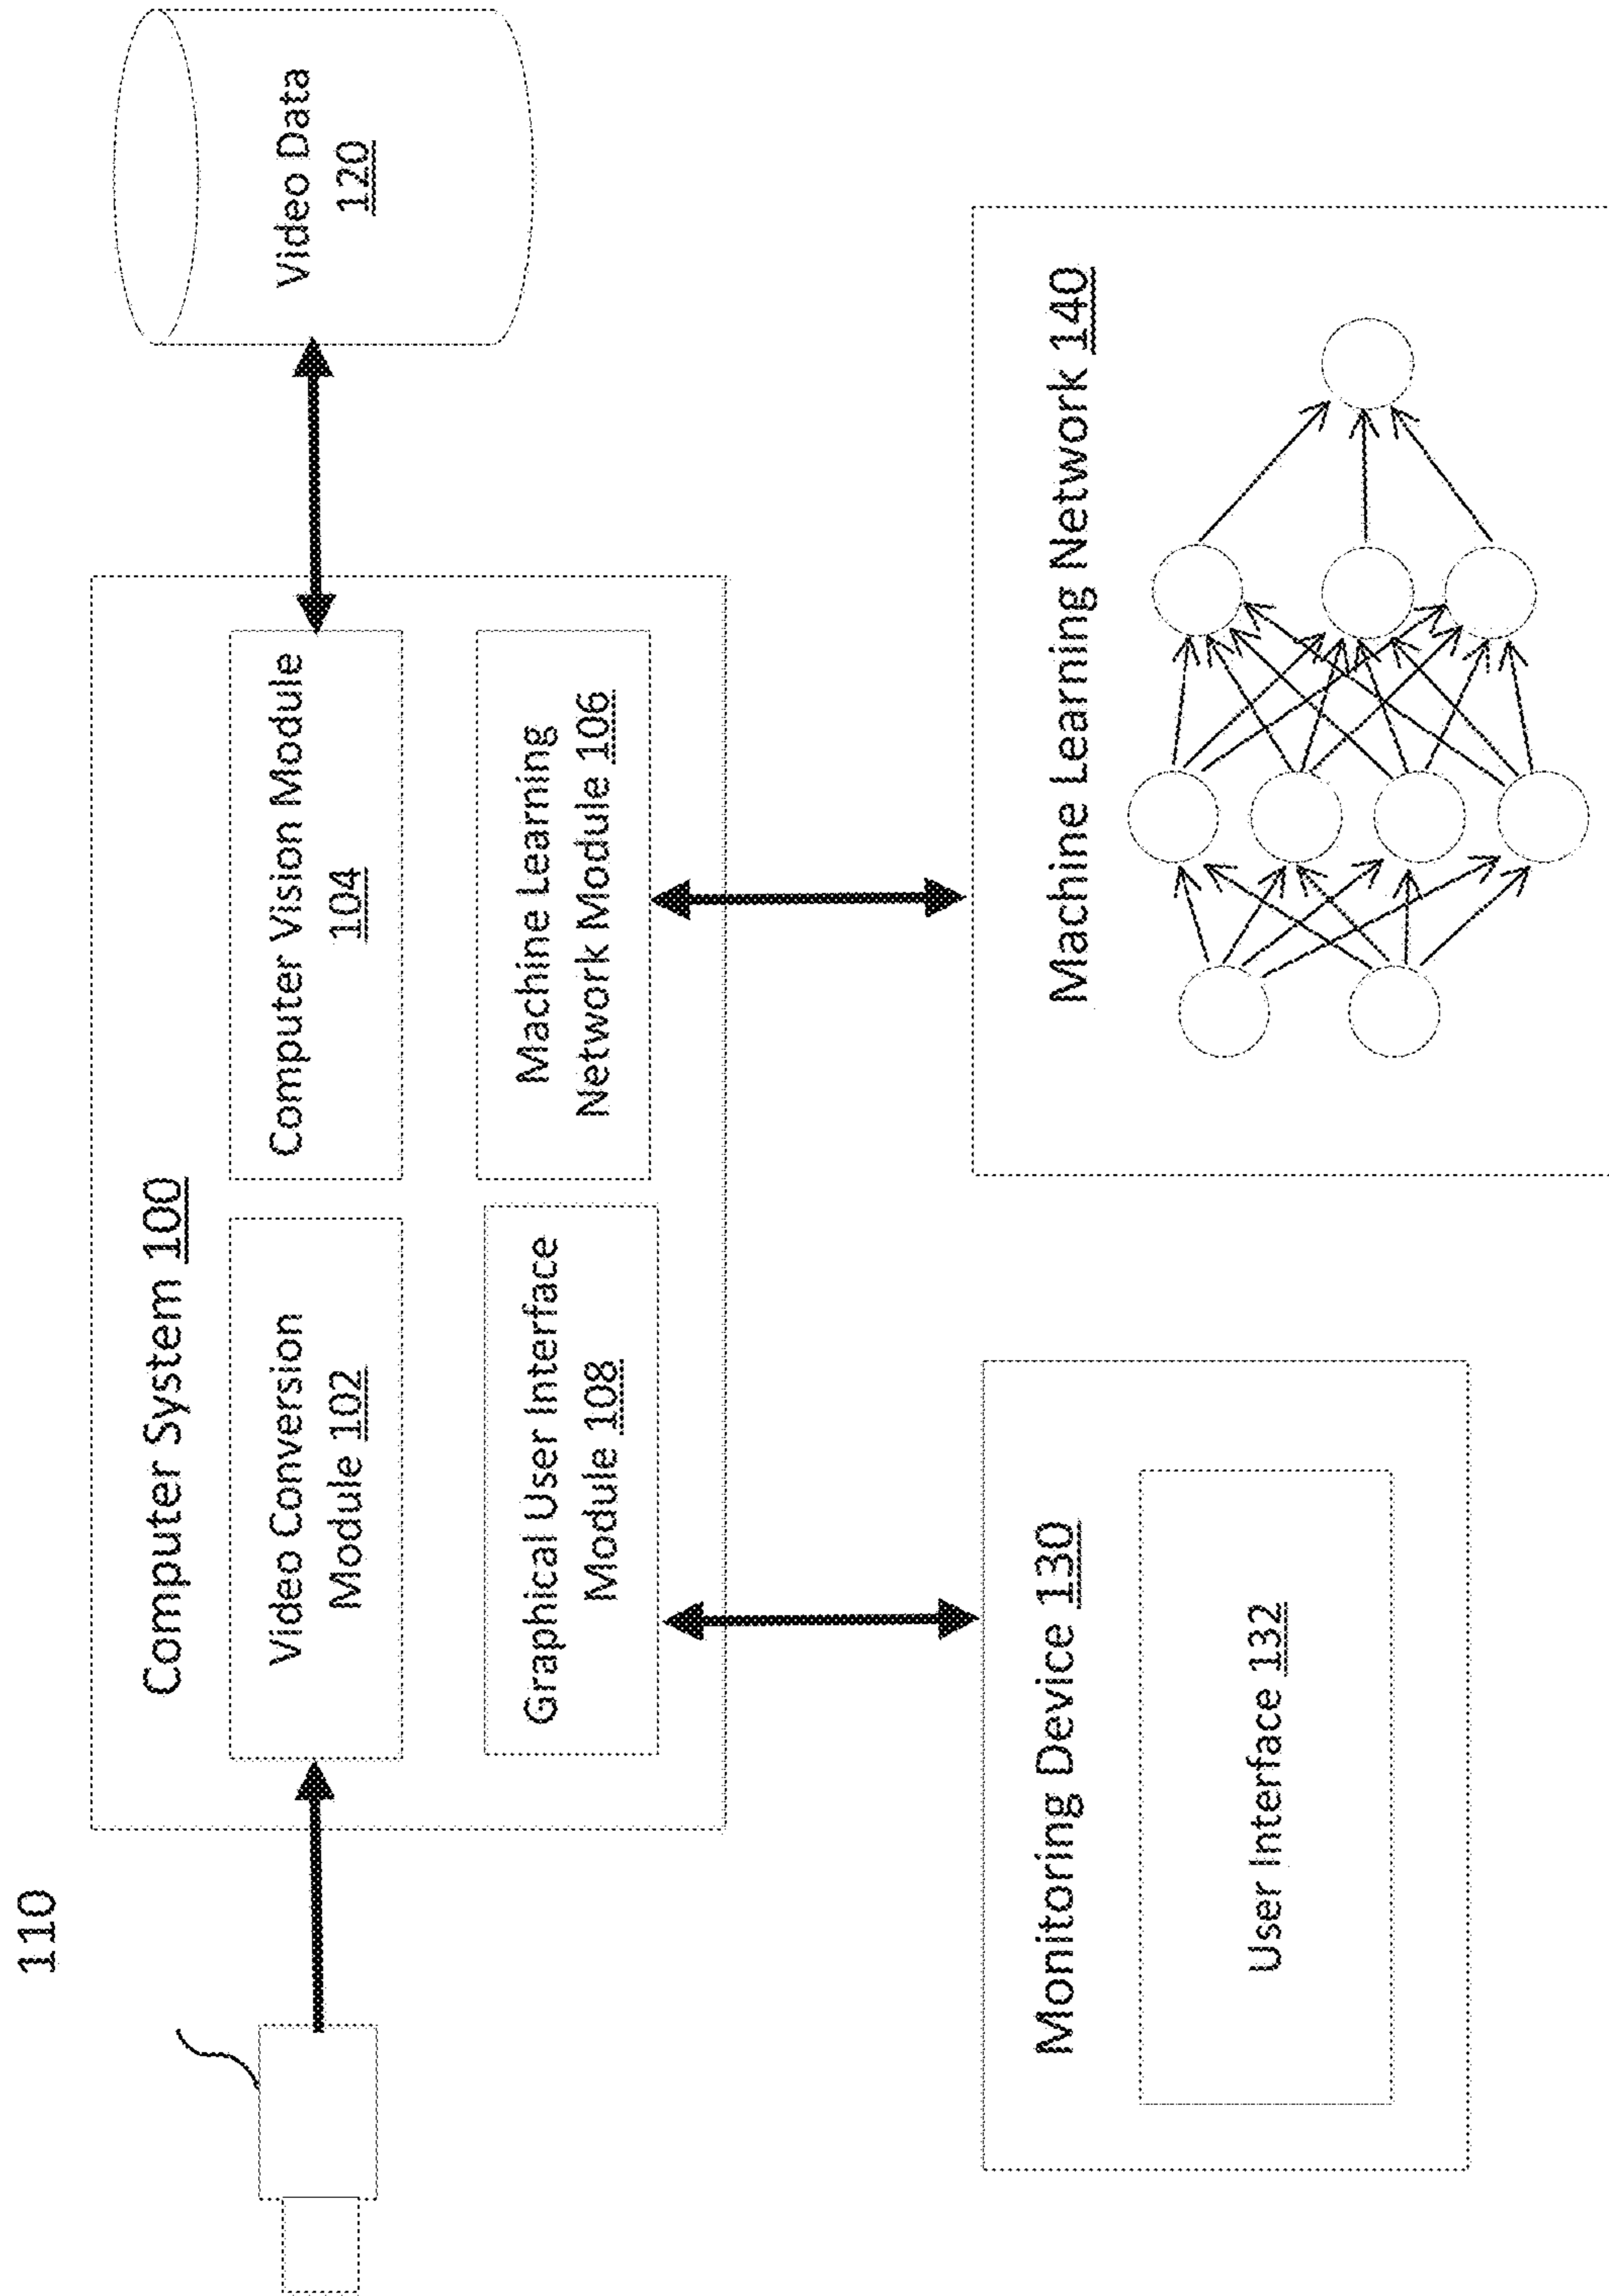 110
Computer System 100
Video Conversion
Module 102
Computer Vision Module
104
Graphical User Interface
Module 108
Machine Learning
Network Module 106
Video Data
120
Monitoring Device 130
User Interface 132
Machine Learning Network 140